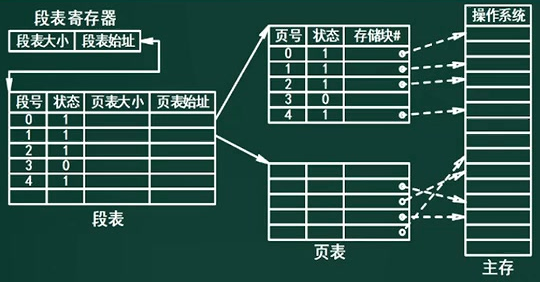 段表寄存器
段表大小 段表始址
段号 状态 页表大小 页表始址
0 1
1 1
2 1
3 0
4 1
段表
页号 状态 存储块#
0 1
1 1
2 1
3 0
4 1
页表
操作系统
主存